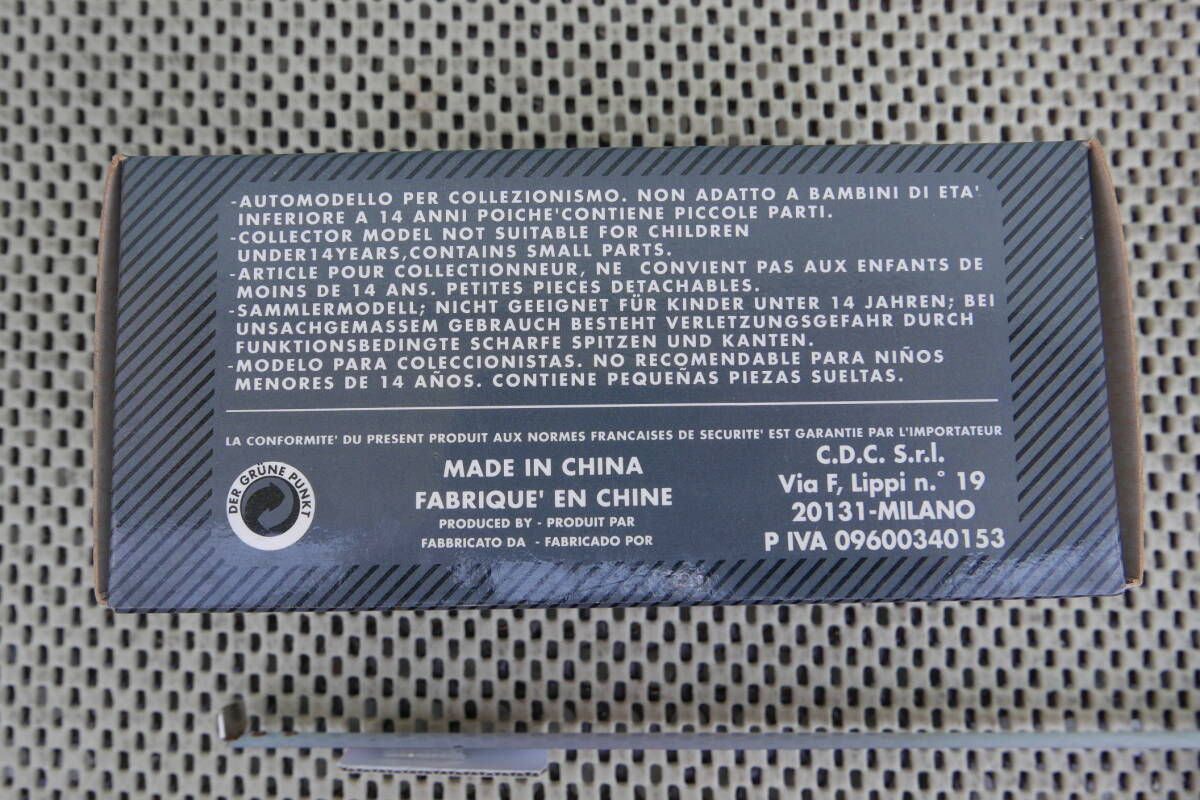 -AUTOMODELLO PER COLLEZIONISMO. NON ADATTO A BAMBINI DI ETA'
INFERIORE A 14 ANNI POICHE'CONTIENE PICCOLE PARTI.
-COLLECTOR MODEL NOT SUITABLE FOR CHILDREN
UNDER14YEARS,CONTAINS SMALL PARTS.
-ARTICLE POUR COLLECTIONNEUR, NE CONVIENT PAS AUX ENFANTS DE
MOINS DE 14 ANS. PETITES PIECES DETACHABLES.
-SAMMLERMODELL; NICHT GEEIGNET FÜR KINDER UNTER 14 JAHREN; BEI
UNSACHGEMASSEM GEBRAUCH BESTEHT VERLETZUNGSGEFAHR DURCH
FUNKTIONSBEDINGTE SCHARFE SPITZEN UND KANTEN.
-MODELO PARA COLECCIONISTAS. NO RECOMENDABLE PARA NIÑOS
MENORES DE 14 AÑOS. CONTIENE PEQUEÑAS PIEZAS SUELTAS.
LA CONFORMITE' DU PRESENT PRODUIT AUX NORMES FRANCAISES DE SECURITE' EST GARANTIE PAR L'IMPORTATEUR
DER GRÜNE PUNKT
MADE IN CHINA
FABRIQUE' EN CHINE
PRODUCED BY - PRODUIT PAR
FABBRICATO DA - FABRICADO POR
C.D.C. S.r.l.
Via F, Lippi n.° 19
20131-MILANO
P IVA 09600340153